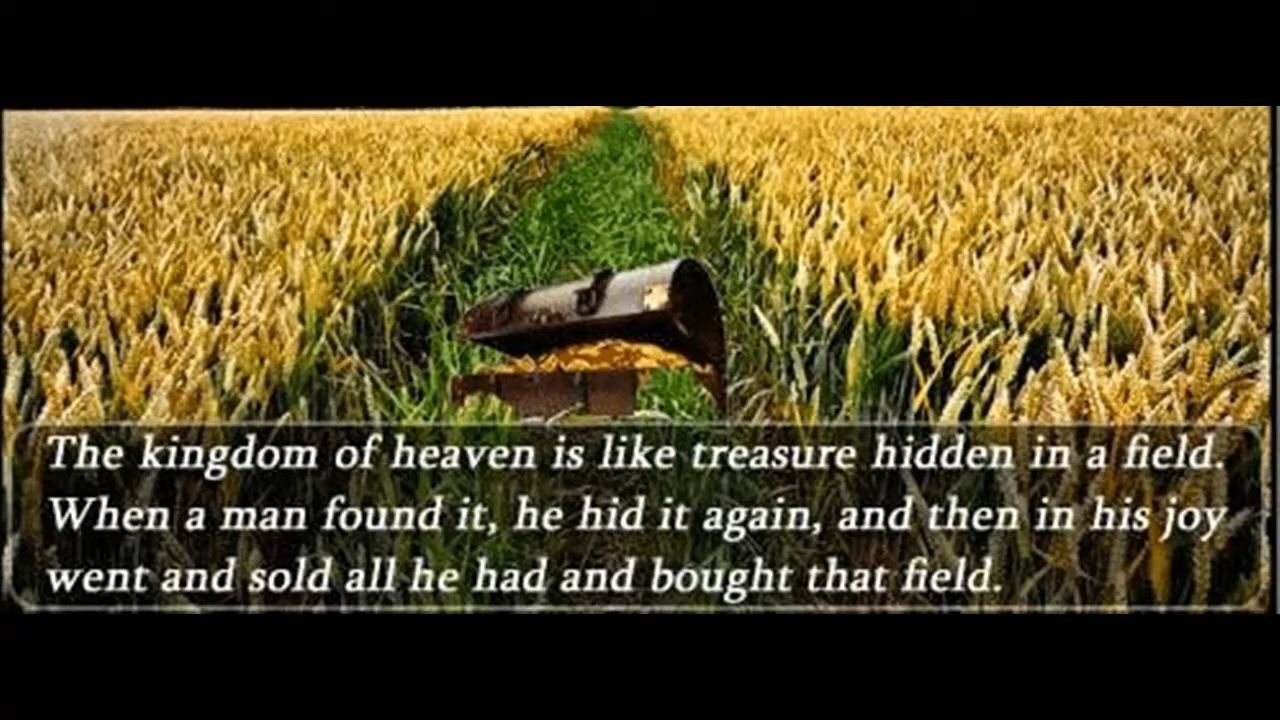 The kingdom of heaven is like treasure hidden in a field.
When a man found it, he hid it again, and then in his joy
went and sold all he had and bought that field.